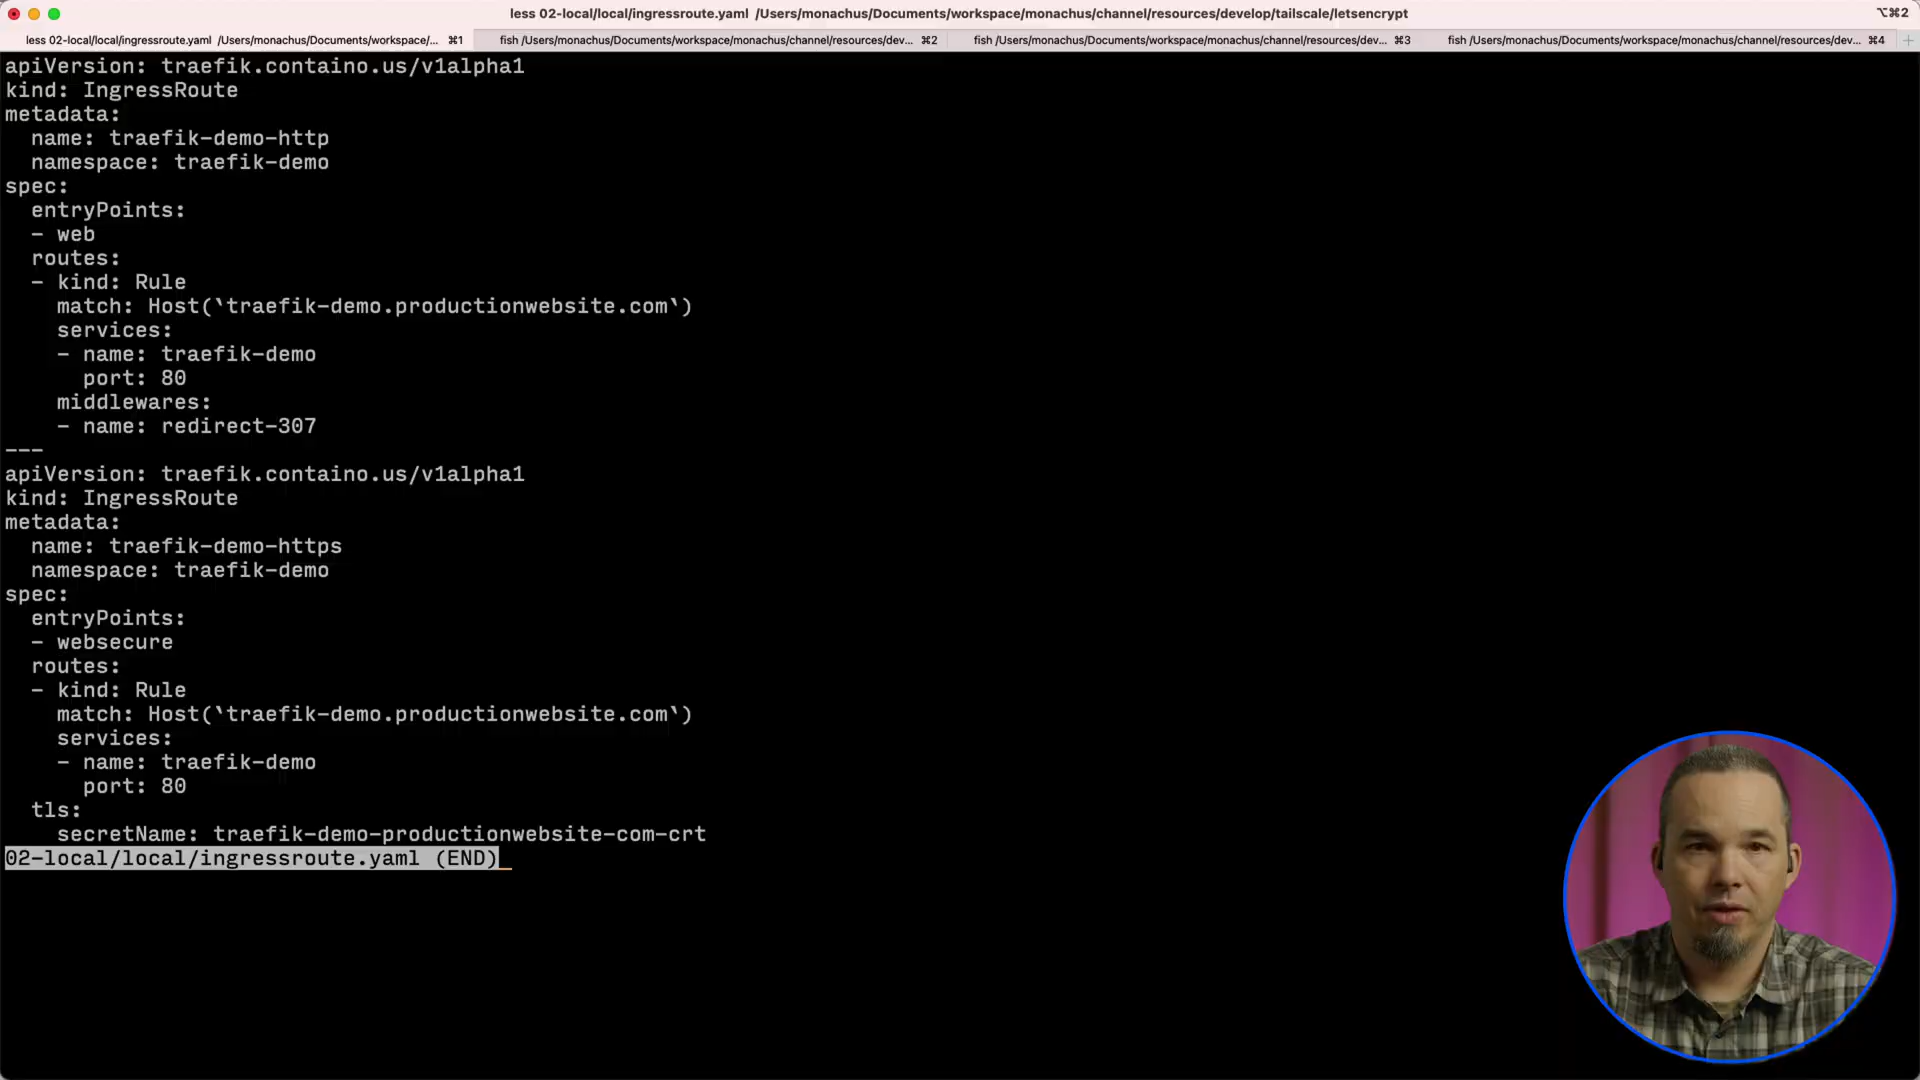 less 02-local/local/ingressroute.yaml /Users/monachus/Documents/workspace/monachus/channel/resources/develop/tailscale/letsencrypt
⌥⌘2
less 02-local/local/ingressroute.yaml /Users/monachus/Documents/workspace/... ⌘1
fish /Users/monachus/Documents/workspace/monachus/channel/resources/dev... ⌘2
fish /Users/monachus/Documents/workspace/monachus/channel/resources/dev... ⌘3
fish /Users/monachus/Documents/workspace/monachus/channel/resources/dev... ⌘4
apiVersion: traefik.containo.us/v1alpha1
kind: IngressRoute
metadata:
  name: traefik-demo-http
  namespace: traefik-demo
spec:
  entryPoints:
  - web
  routes:
  - kind: Rule
    match: Host(`traefik-demo.productionwebsite.com`)
    services:
    - name: traefik-demo
      port: 80
    middlewares:
    - name: redirect-307
---
apiVersion: traefik.containo.us/v1alpha1
kind: IngressRoute
metadata:
  name: traefik-demo-https
  namespace: traefik-demo
spec:
  entryPoints:
  - websecure
  routes:
  - kind: Rule
    match: Host(`traefik-demo.productionwebsite.com`)
    services:
    - name: traefik-demo
      port: 80
  tls:
    secretName: traefik-demo-productionwebsite-com-crt
02-local/local/ingressroute.yaml (END)